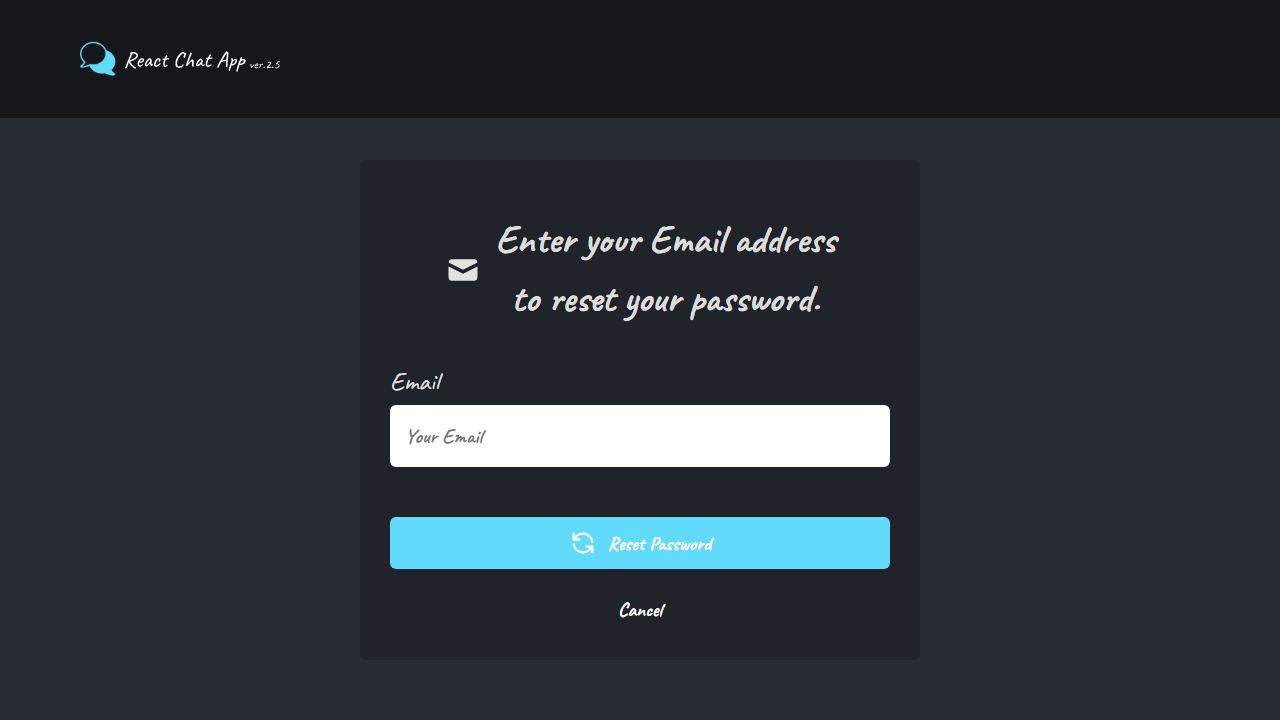 React Chat App ver.2.5
Enter your Email address
to reset your password.
Email
Your Email
Reset Password
Cancel